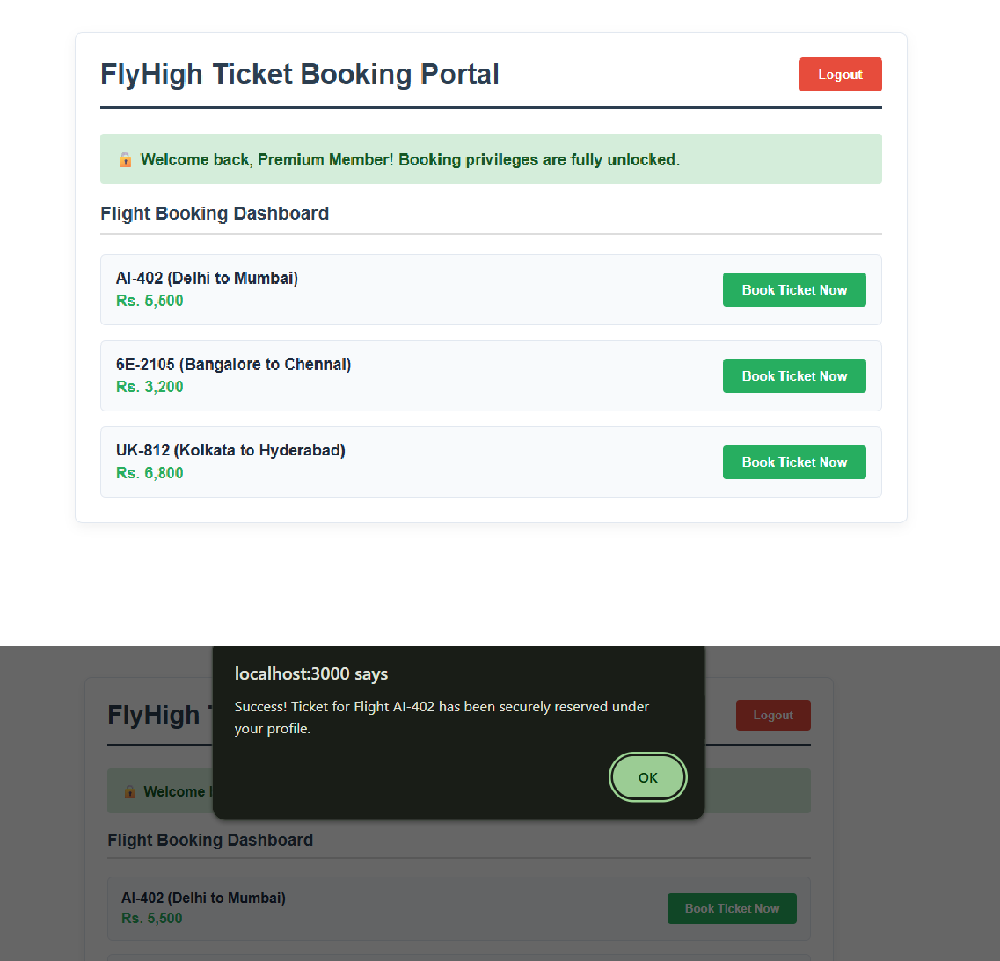 FlyHigh Ticket Booking Portal
Logout
Welcome back, Premium Member! Booking privileges are fully unlocked.
Flight Booking Dashboard
AI-402 (Delhi to Mumbai)
Rs. 5,500
Book Ticket Now
6E-2105 (Bangalore to Chennai)
Rs. 3,200
Book Ticket Now
UK-812 (Kolkata to Hyderabad)
Rs. 6,800
Book Ticket Now
localhost:3000 says
Success! Ticket for Flight AI-402 has been securely reserved under
your profile.
OK
FlyHigh
Logout
Welcome
Flight Booking Dashboard
AI-402 (Delhi to Mumbai)
Rs. 5,500
Book Ticket Now